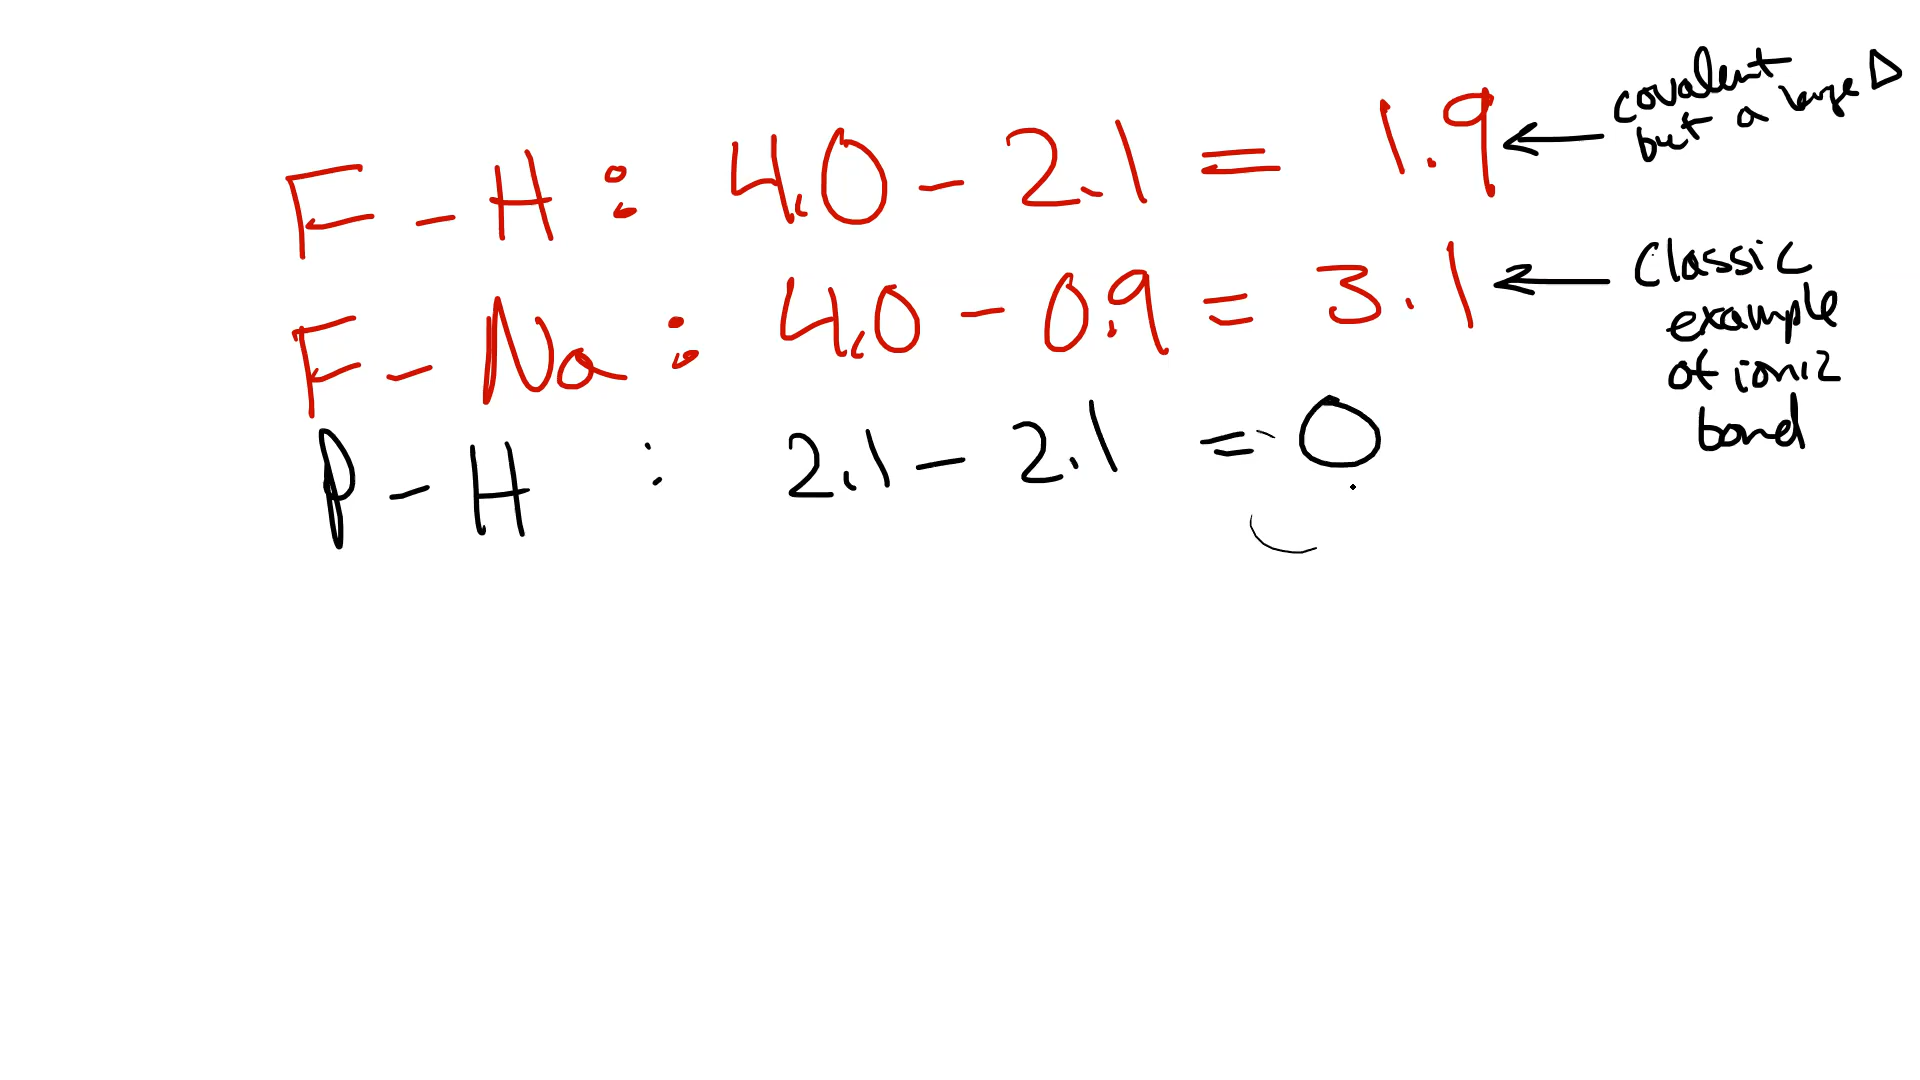 F - H : 4.0 - 2.1 = 1.9
covalent
but a large Δ
F - Na : 4.0 - 0.9 = 3.1
classic
example
of ionic
bond
P - H : 2.1 - 2.1 = 0